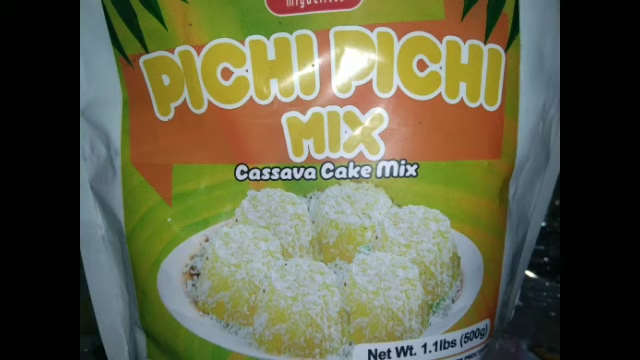 PICHI PICHI
MIX
Cassava Cake Mix
Net Wt. 1.1lbs (500g)